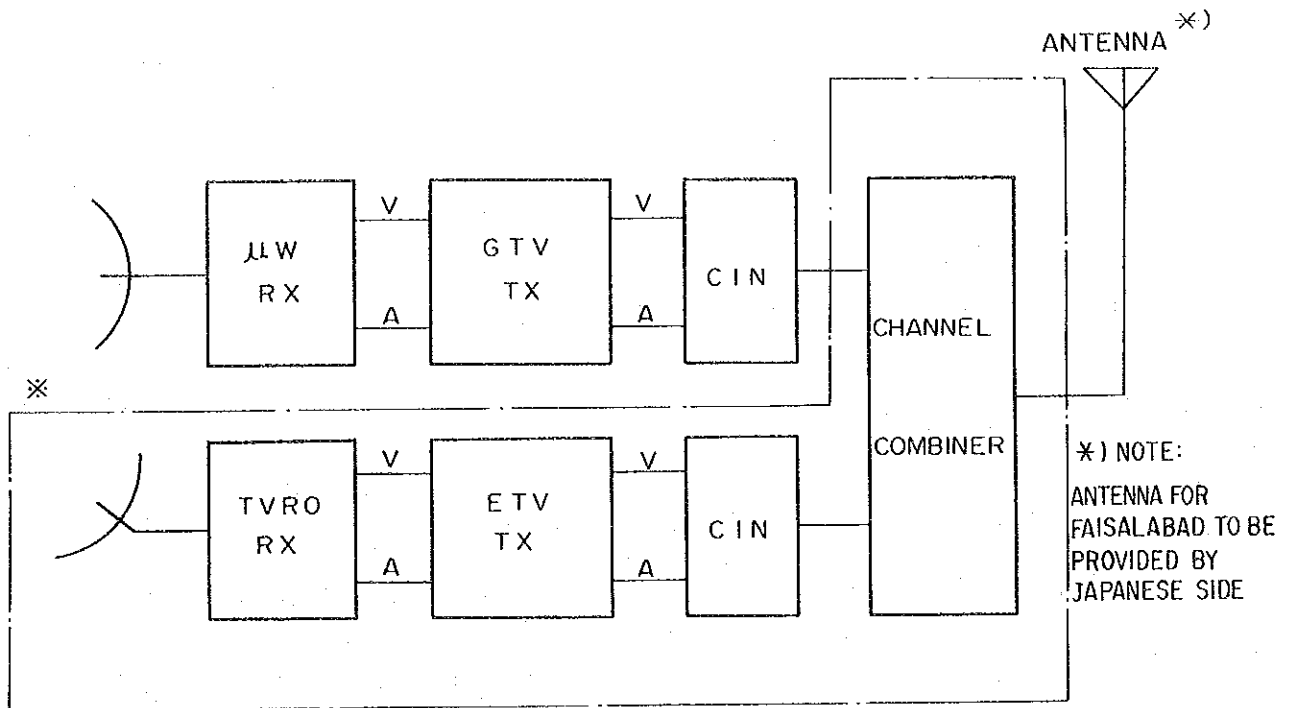 ANTENNA *)
V
V
μW
RX
GTV
TX
CIN
A
A
CHANNEL
COMBINER
※
V
V
TVRO
RX
ETV
TX
CIN
A
A
*) NOTE:
ANTENNA FOR
FAISALABAD TO BE
PROVIDED BY
JAPANESE SIDE